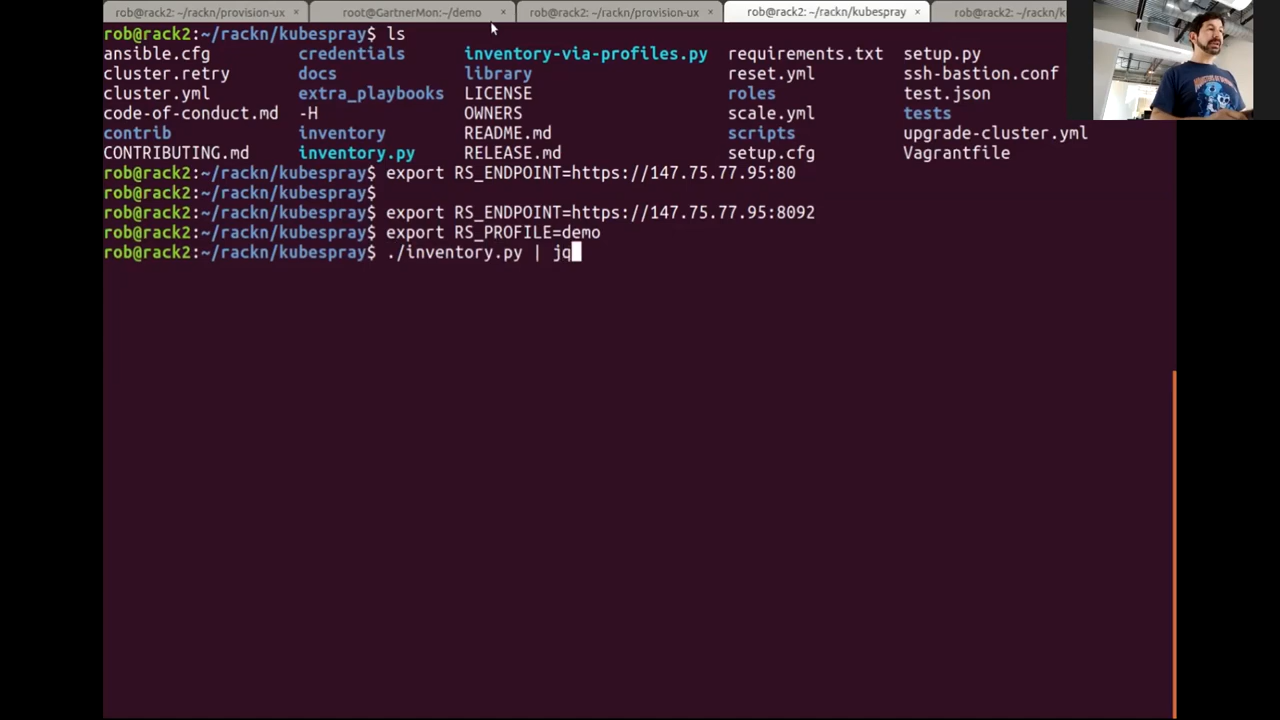 rob@rack2: ~/rackn/provision-ux × root@GartnerMon:~/demo × rob@rack2: ~/rackn/provision-ux × rob@rack2: ~/rackn/kubespray × rob@rack2: ~/rackn/k
rob@rack2:~/rackn/kubespray$ ls
ansible.cfg credentials inventory-via-profiles.py requirements.txt setup.py
cluster.retry docs library reset.yml ssh-bastion.conf
cluster.yml extra_playbooks LICENSE roles test.json
code-of-conduct.md -H OWNERS scale.yml tests
contrib inventory README.md scripts upgrade-cluster.yml
CONTRIBUTING.md inventory.py RELEASE.md setup.cfg Vagrantfile
rob@rack2:~/rackn/kubespray$ export RS_ENDPOINT=https://147.75.77.95:80
rob@rack2:~/rackn/kubespray$
rob@rack2:~/rackn/kubespray$ export RS_ENDPOINT=https://147.75.77.95:8092
rob@rack2:~/rackn/kubespray$ export RS_PROFILE=demo
rob@rack2:~/rackn/kubespray$ ./inventory.py | jq